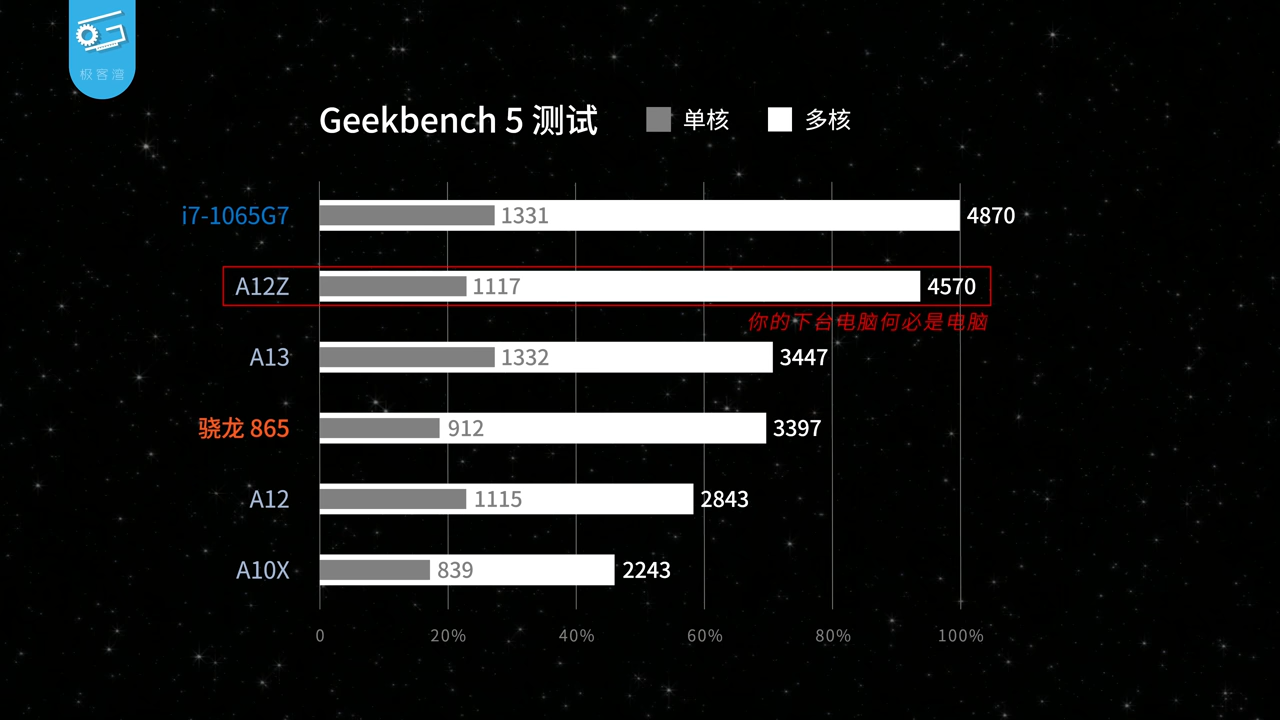 极客湾
Geekbench 5 测试
单核
多核
i7-1065G7 1331 4870
A12Z 1117 4570
你的下台电脑何必是电脑
A13 1332 3447
骁龙 865 912 3397
A12 1115 2843
A10X 839 2243
0 20% 40% 60% 80% 100%